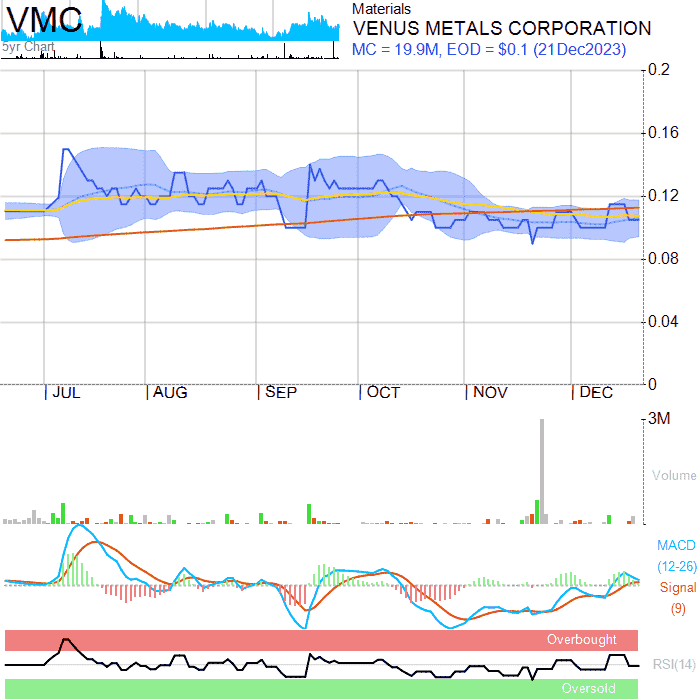 VMC
5yr Chart
Materials
VENUS METALS CORPORATION
MC = 19.9M, EOD = $0.1 (21Dec2023)
0.2
0.16
0.12
0.08
0.04
0
JUL AUG SEP OCT NOV DEC
3M
Volume
MACD
(12-26)
Signal
(9)
Overbought
RSI(14)
Oversold